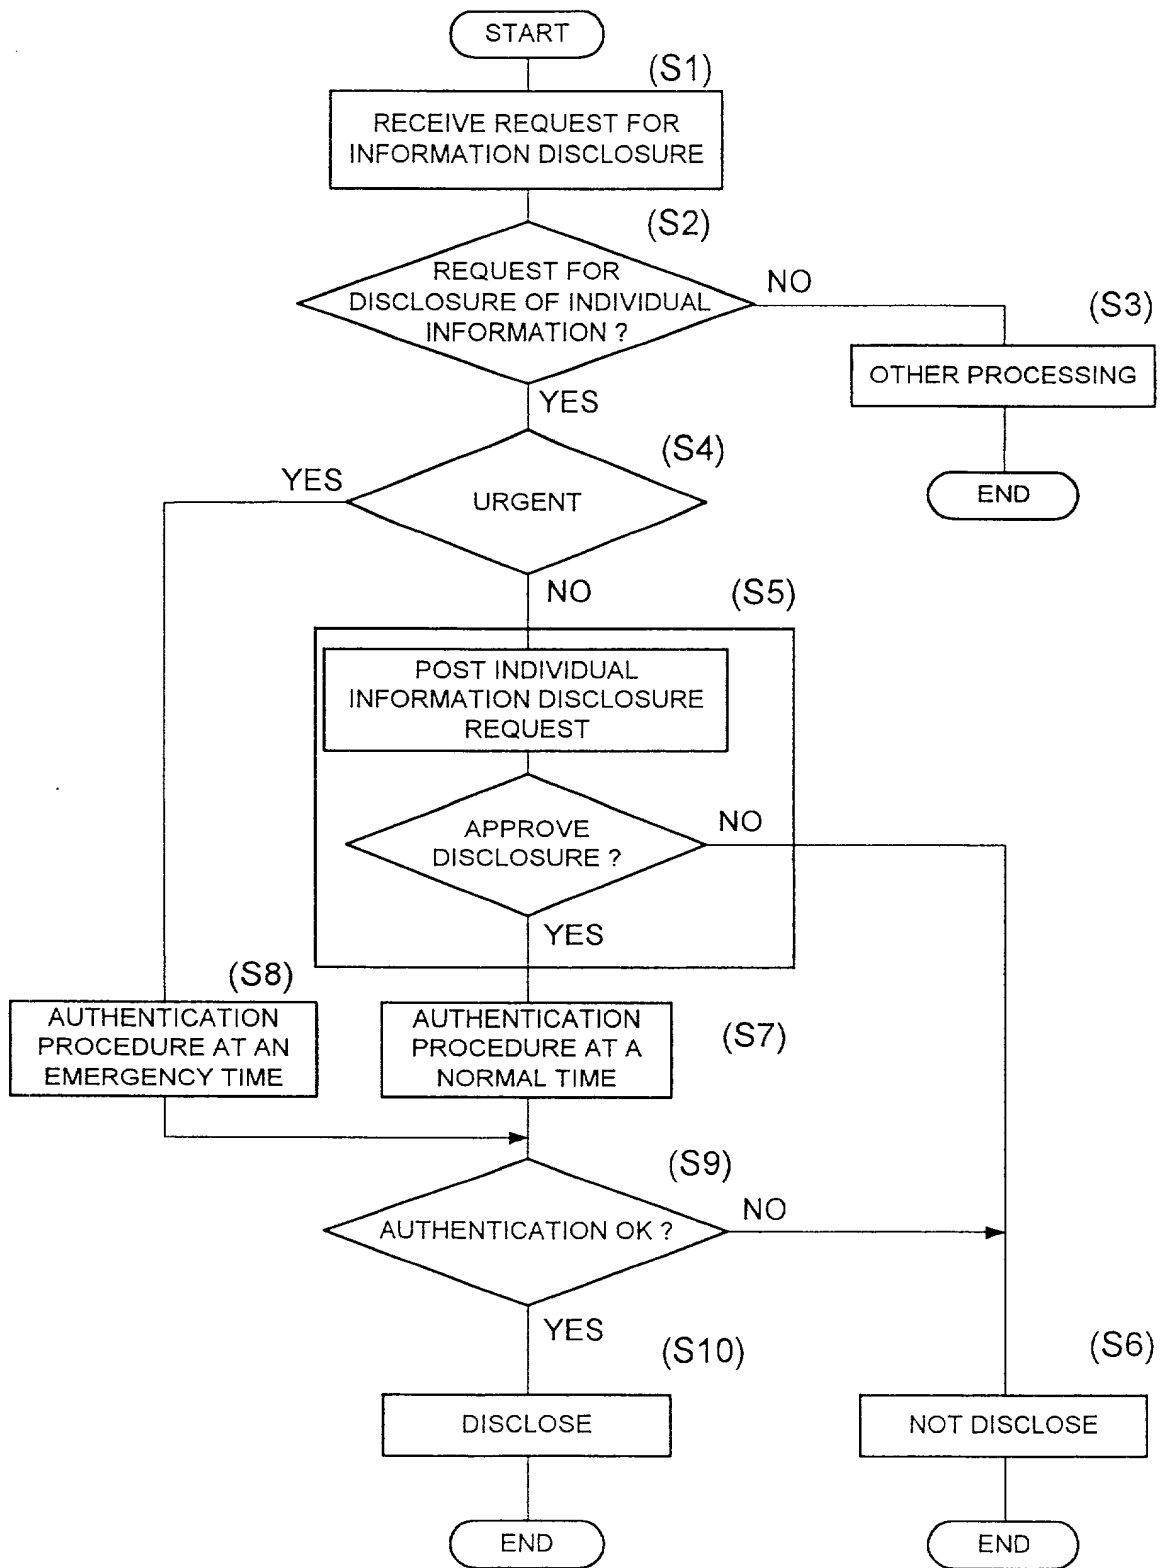 START
(S1)
RECEIVE REQUEST FOR
INFORMATION DISCLOSURE
(S2)
REQUEST FOR
DISCLOSURE OF INDIVIDUAL
INFORMATION ?
NO
(S3)
OTHER PROCESSING
END
YES
(S4)
YES
URGENT
NO
(S5)
POST INDIVIDUAL
INFORMATION DISCLOSURE
REQUEST
APPROVE
DISCLOSURE ?
NO
YES
(S8)
AUTHENTICATION
PROCEDURE AT AN
EMERGENCY TIME
AUTHENTICATION
PROCEDURE AT A
NORMAL TIME
(S7)
(S9)
AUTHENTICATION OK ?
NO
YES
(S10)
DISCLOSE
END
(S6)
NOT DISCLOSE
END